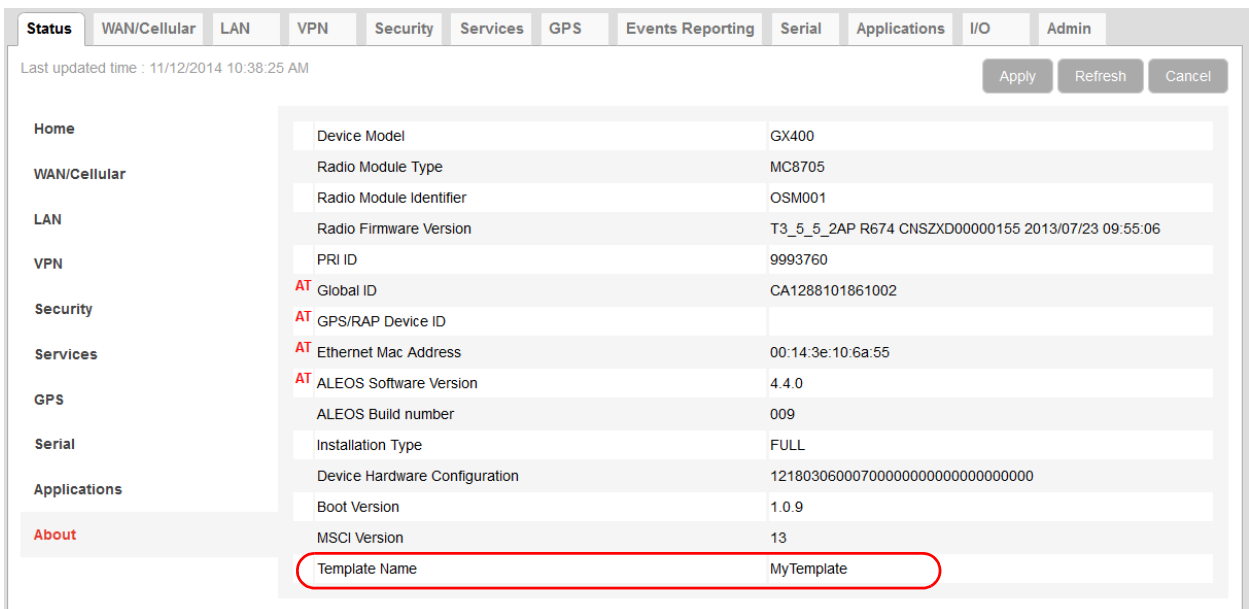 Status WAN/Cellular LAN VPN Security Services GPS Events Reporting Serial Applications I/O Admin
Last updated time : 11/12/2014 10:38:25 AM
Apply Refresh Cancel
Home
WAN/Cellular
LAN
VPN
Security
Services
GPS
Serial
Applications
About
Device Model GX400
Radio Module Type MC8705
Radio Module Identifier OSM001
Radio Firmware Version T3_5_5_2AP R674 CNSZXD00000155 2013/07/23 09:55:06
PRI ID 9993760
AT Global ID CA1288101861002
AT GPS/RAP Device ID
AT Ethernet Mac Address 00:14:3e:10:6a:55
AT ALEOS Software Version 4.4.0
ALEOS Build number 009
Installation Type FULL
Device Hardware Configuration 12180306000700000000000000000000
Boot Version 1.0.9
MSCI Version 13
Template Name MyTemplate